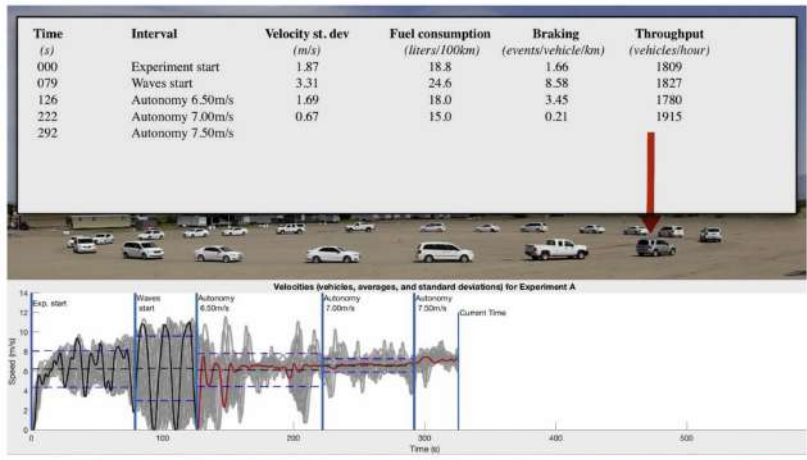 Time Interval Velocity st. dev Fuel consumption Braking Throughput
(s) (m/s) (liters/100km) (events/vehicle/km) (vehicles/hour)
000 Experiment start 1.87 18.8 1.66 1809
079 Waves start 3.31 24.6 8.58 1827
126 Autonomy 6.50m/s 1.69 18.0 3.45 1780
222 Autonomy 7.00m/s 0.67 15.0 0.21 1915
292 Autonomy 7.50m/s
Velocities (vehicles, averages, and standard deviations) for Experiment A
Exp. start
Waves
start
Autonomy
6.50m/s
Autonomy
7.00m/s
Autonomy
7.50m/s
Current Time
Speed (m/s)
14
12
10
8
6
4
2
0
0 100 200 300 400 500
Time (s)